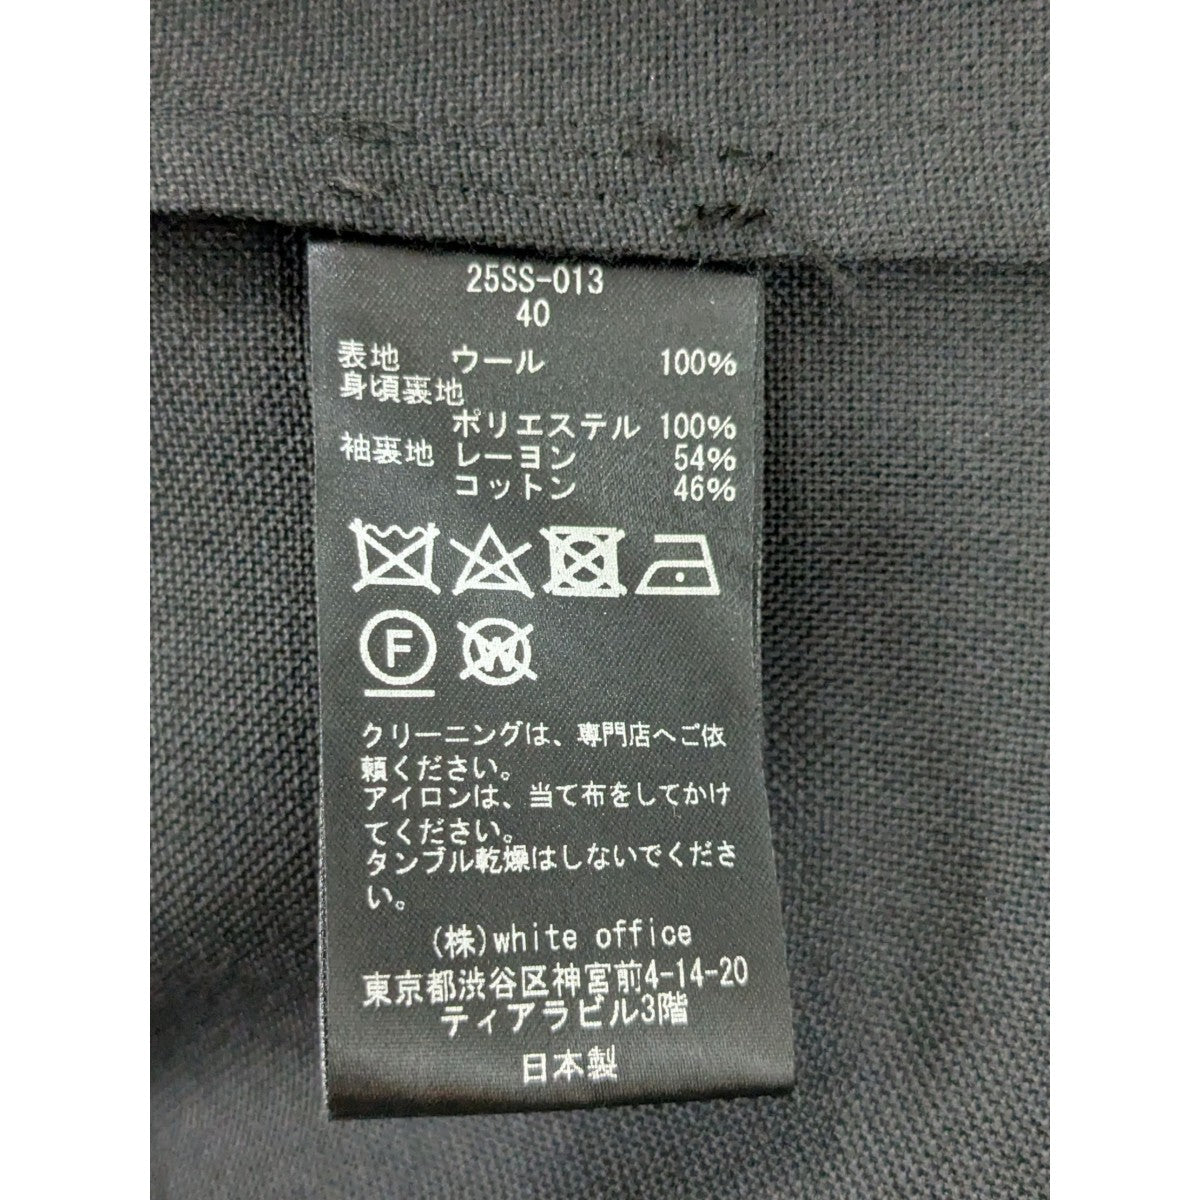 25SS-013
40
表地 ウール 100%
身頃裏地
ポリエステル 100%
袖裏地 レーヨン 54%
コットン 46%
F W
クリーニングは、専門店へご依
頼ください。
アイロンは、当て布をしてかけ
てください。
タンブル乾燥はしないでくださ
い。
(株)white office
東京都渋谷区神宮前4-14-20
ティアラビル3階
日本製